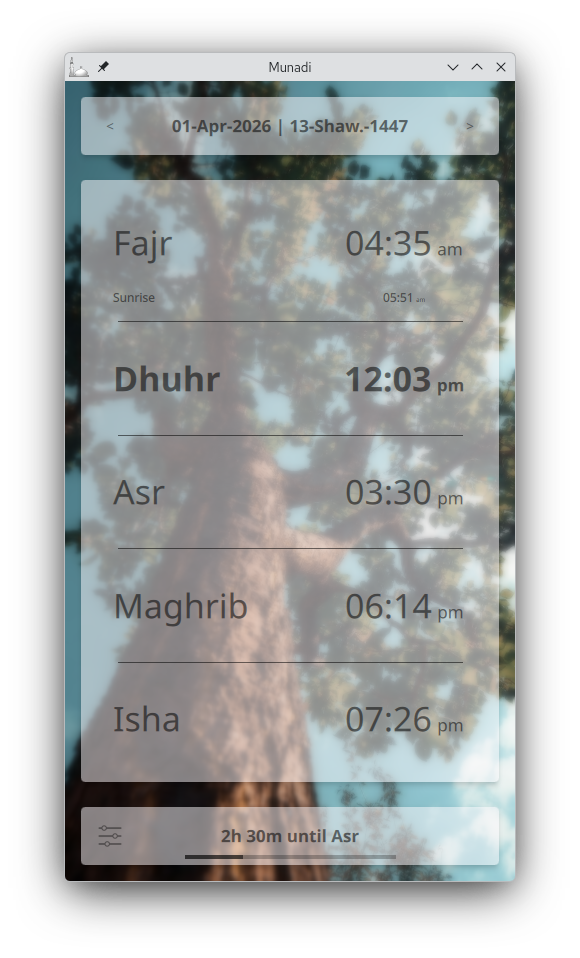 Munadi
< 01-Apr-2026 | 13-Shaw.-1447 >
Fajr 04:35 am
Sunrise 05:51 am
Dhuhr 12:03 pm
Asr 03:30 pm
Maghrib 06:14 pm
Isha 07:26 pm
2h 30m until Asr